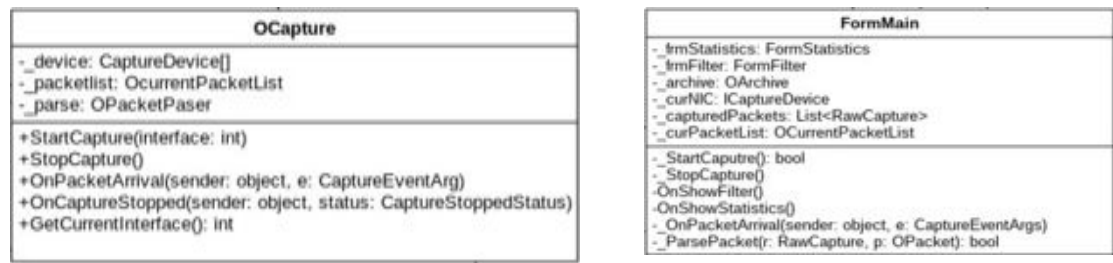 OCapture
-_device: CaptureDevice[]
-_packetlist: OcurrentPacketList
-_parse: OPacketPaser
+StartCapture(interface: int)
+StopCapture()
+OnPacketArrival(sender: object, e: CaptureEventArg)
+OnCaptureStopped(sender: object, status: CaptureStoppedStatus)
+GetCurrentInterface(): int
FormMain
-_frmStatistics: FormStatistics
-_frmFilter: FormFilter
-_archive: OArchive
-_curNIC: ICaptureDevice
-_capturedPackets: List<RawCapture>
-_curPacketList: OCurrentPacketList
-_StartCaputre(): bool
-_StopCapture()
-OnShowFilter()
-OnShowStatistics()
-_OnPacketArrival(sender: object, e: CaptureEventArgs)
-_ParsePacket(r: RawCapture, p: OPacket): bool